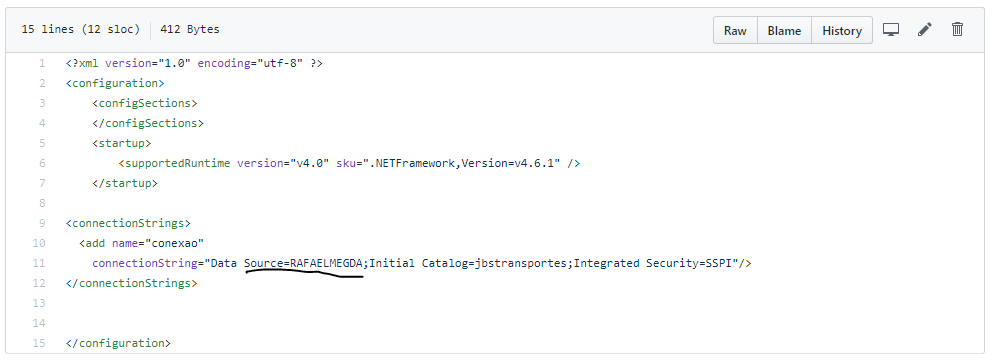 15 lines (12 sloc) 412 Bytes Raw Blame History
1 <?xml version="1.0" encoding="utf-8" ?>
2 <configuration>
3 <configSections>
4 </configSections>
5 <startup>
6 <supportedRuntime version="v4.0" sku=".NETFramework,Version=v4.6.1" />
7 </startup>
8
9 <connectionStrings>
10 <add name="conexao"
11 connectionString="Data Source=RAFAELMEGDA;Initial Catalog=jbstransportes;Integrated Security=SSPI"/>
12 </connectionStrings>
13
14
15 </configuration>